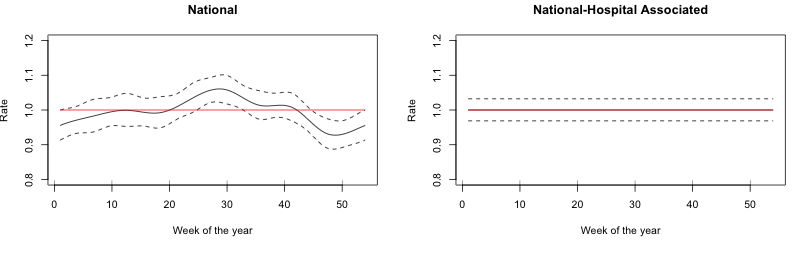 National
Rate
1.2
1.1
1.0
0.9
0.8
0 10 20 30 40 50
Week of the year
National-Hospital Associated
Rate
1.2
1.1
1.0
0.9
0.8
0 10 20 30 40 50
Week of the year